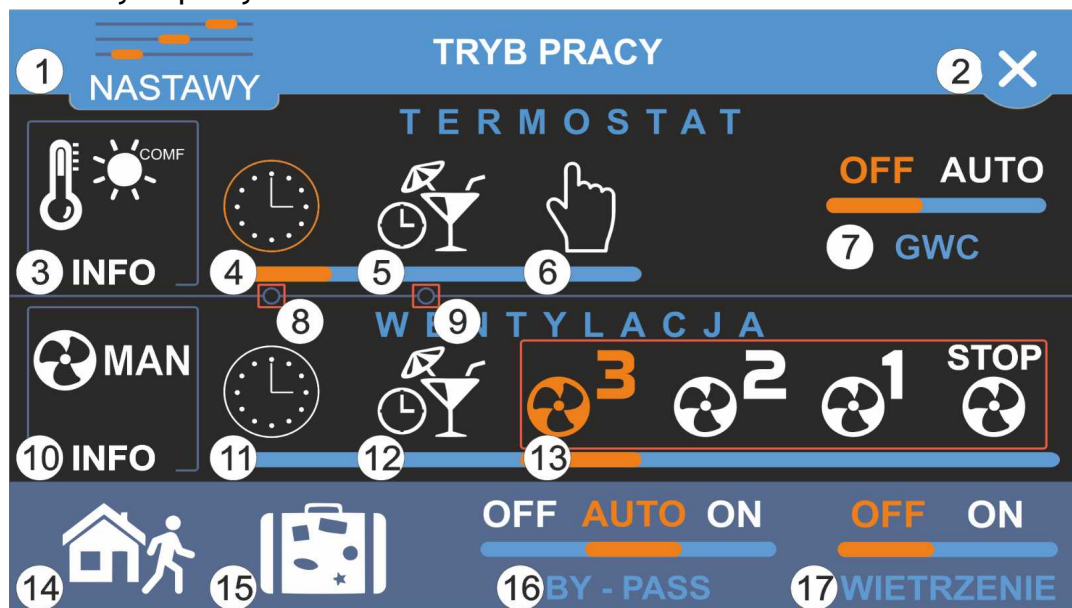 TRYB PRACY
1
NASTAWY
2
TERMOSTAT
COMF
OFF AUTO
3 INFO
4
5
6
7 GWC
8
9
WENTYLACJA
MAN
3
2
1
STOP
10 INFO
11
12
13
OFF AUTO ON
OFF ON
14
15
16 BY - PASS
17 WIETRZENIE